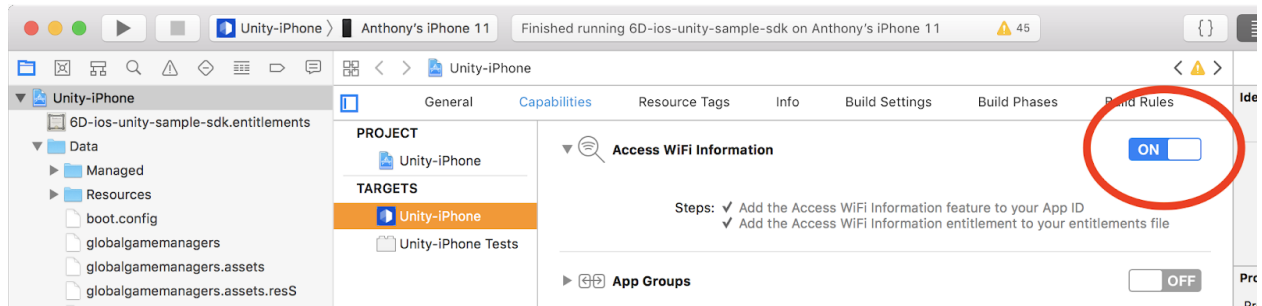 Unity-iPhone 〉 Anthony's iPhone 11
Finished running 6D-ios-unity-sample-sdk on Anthony's iPhone 11
45
{ }
Unity-iPhone
6D-ios-unity-sample-sdk.entitlements
Data
Managed
Resources
boot.config
globalgamemanagers
globalgamemanagers.assets
globalgamemanagers.assets.resS
Unity-iPhone
General Capabilities Resource Tags Info Build Settings Build Phases Build Rules
PROJECT
Unity-iPhone
TARGETS
Unity-iPhone
Unity-iPhone Tests
Access WiFi Information
ON
Steps: ✓ Add the Access WiFi Information feature to your App ID
✓ Add the Access WiFi Information entitlement to your entitlements file
App Groups
OFF
Ide
Pro